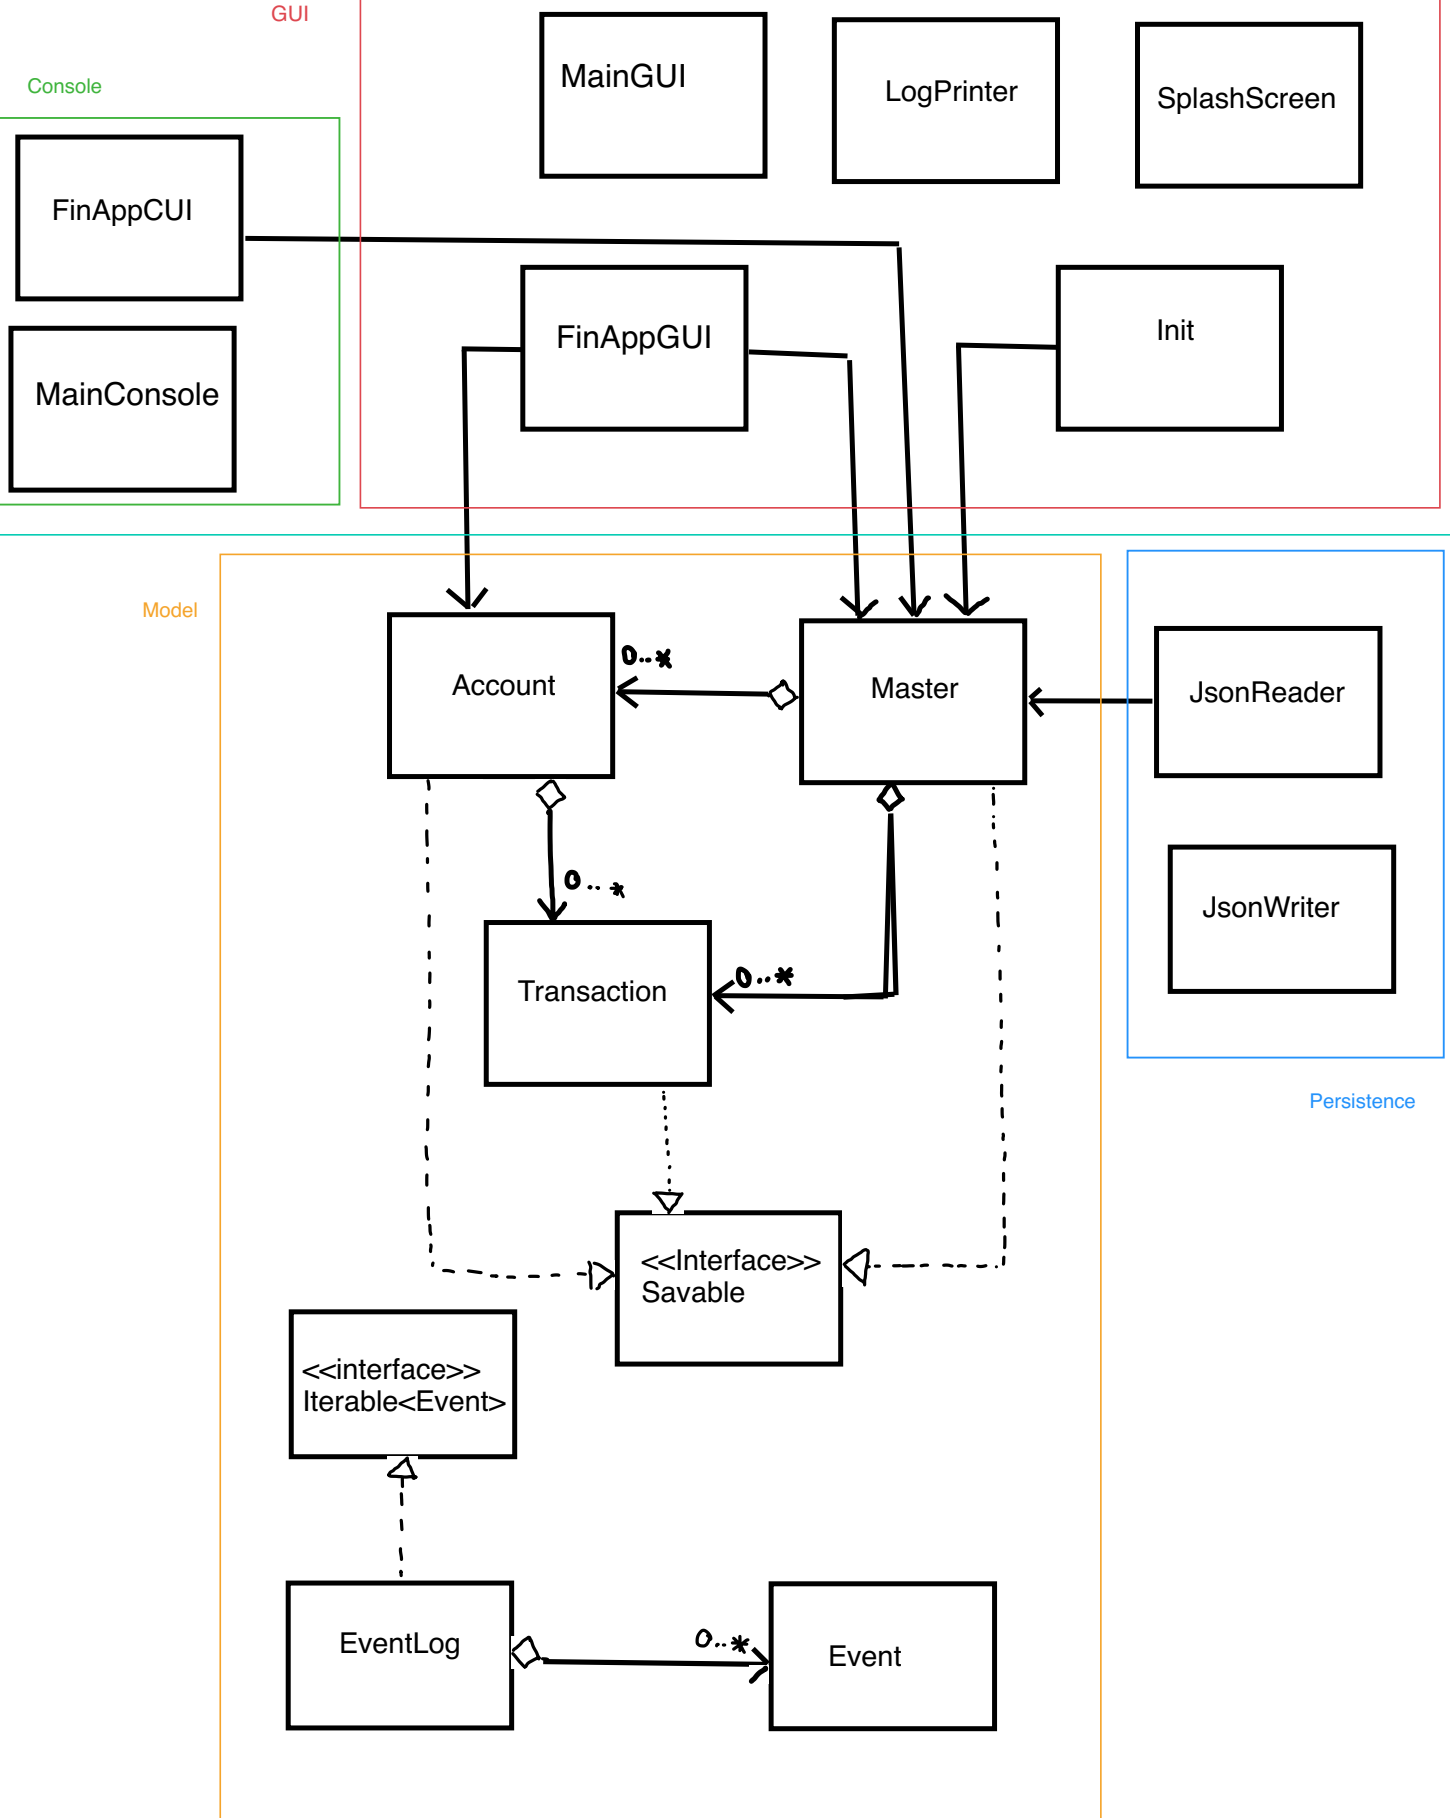 GUI
MainGUI
LogPrinter
SplashScreen
Console
FinAppCUI
FinAppGUI
Init
MainConsole
Model
0..*
Account
Master
JsonReader
0...*
JsonWriter
0...*
Transaction
Persistence
<<Interface>>
Savable
<<interface>>
Iterable<Event>
0..*
EventLog
Event